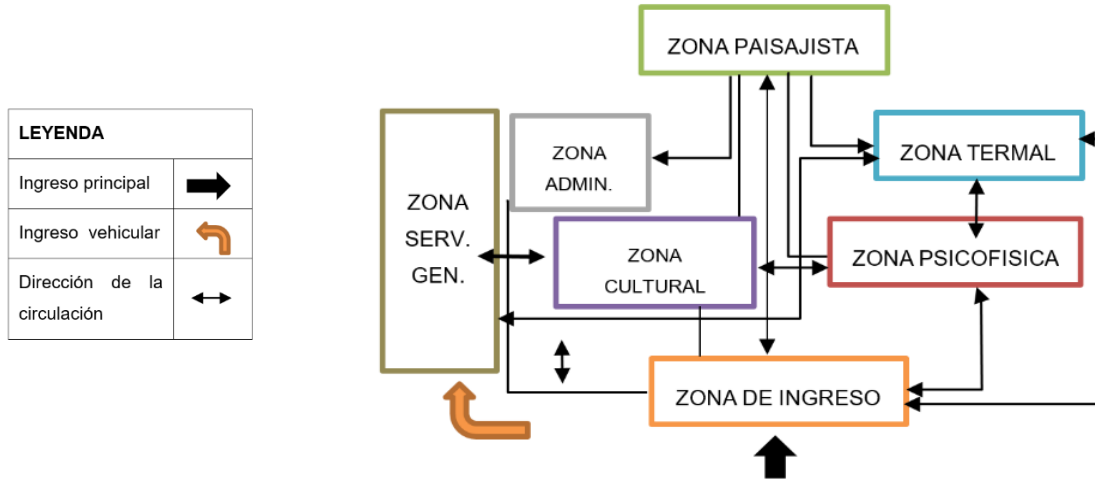 LEYENDA
Ingreso principal
Ingreso vehicular
Dirección de la
circulación
ZONA PAISAJISTA
ZONA
ADMIN.
ZONA TERMAL
ZONA
SERV.
GEN.
ZONA
CULTURAL
ZONA PSICOFISICA
ZONA DE INGRESO